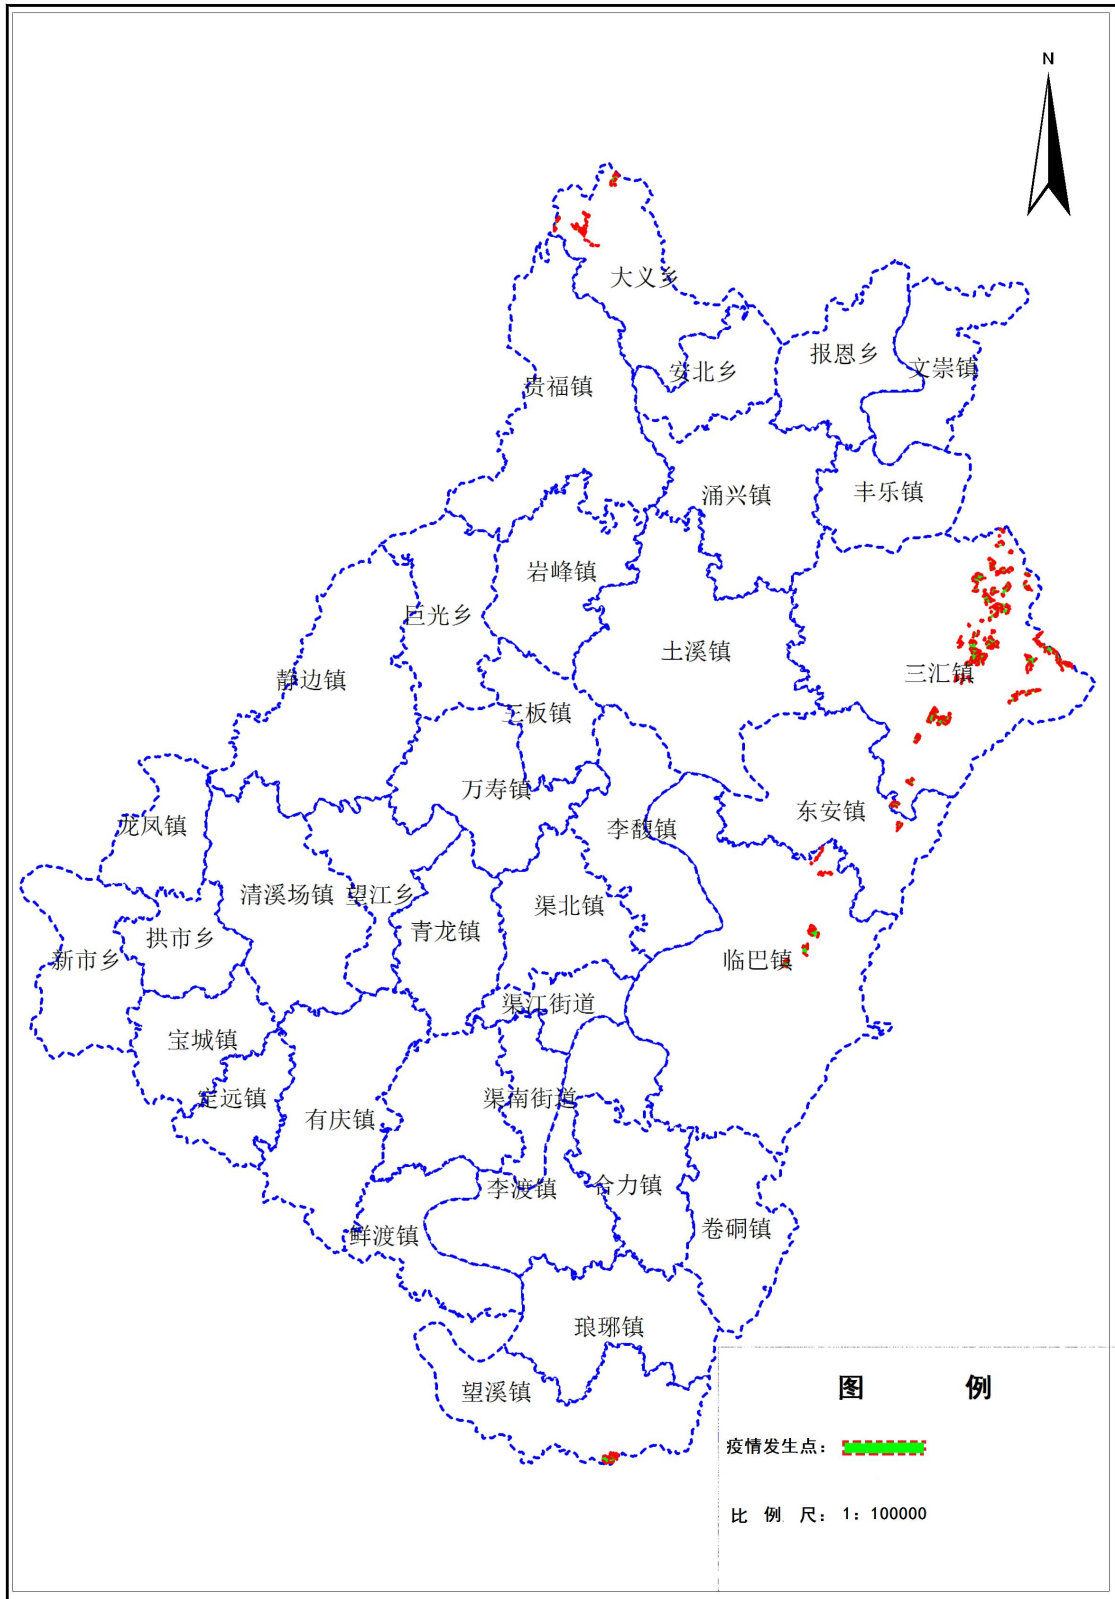 N
大义乡
报恩乡
文崇镇
安北乡
贵福镇
涌兴镇
丰乐镇
岩峰镇
巨光乡
土溪镇
三汇镇
静边镇
三板镇
万寿镇
东安镇
龙凤镇
李馥镇
清溪场镇
望江乡
渠北镇
青龙镇
拱市乡
新市乡
临巴镇
渠江街道
宝城镇
定远镇
渠南街道
有庆镇
李渡镇
合力镇
卷硐镇
鲜渡镇
琅琊镇
望溪镇
图 例
疫情发生点:
比 例 尺: 1: 100000